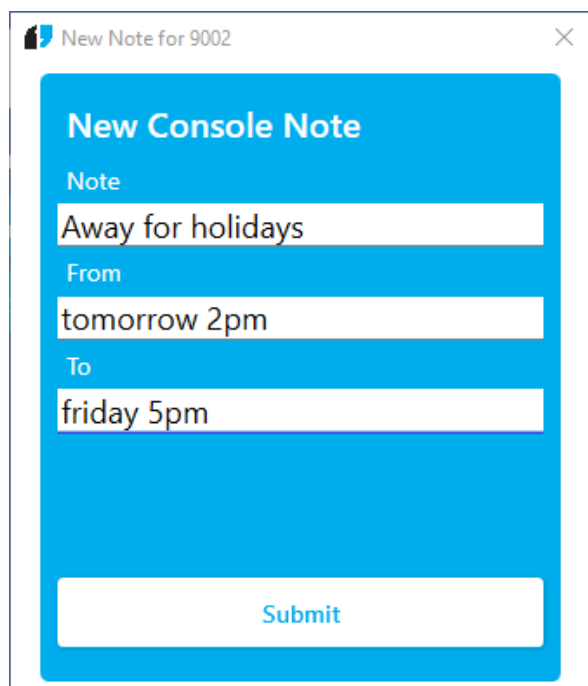 New Note for 9002
New Console Note
Note
Away for holidays
From
tomorrow 2pm
To
friday 5pm
Submit